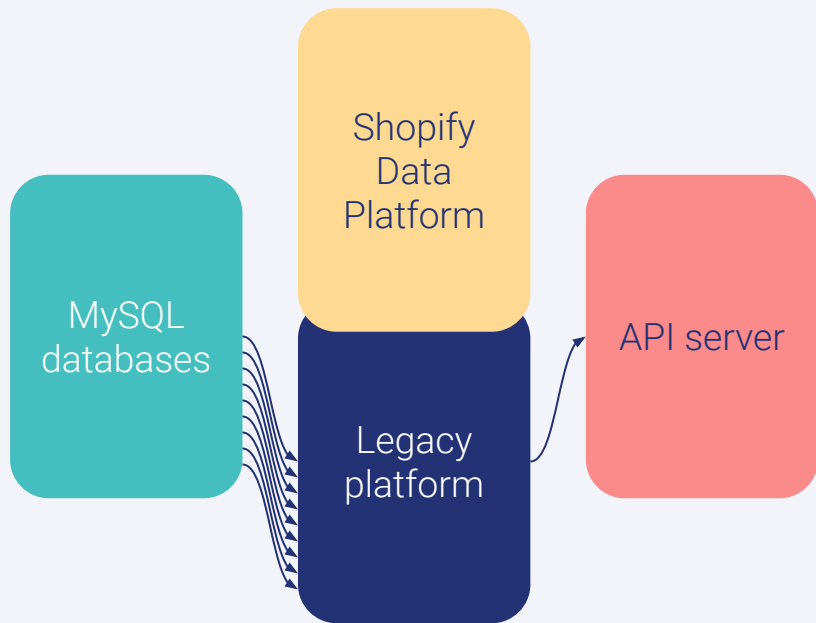 Shopify
Data
Platform
MySQL
databases
API server
Legacy
platform